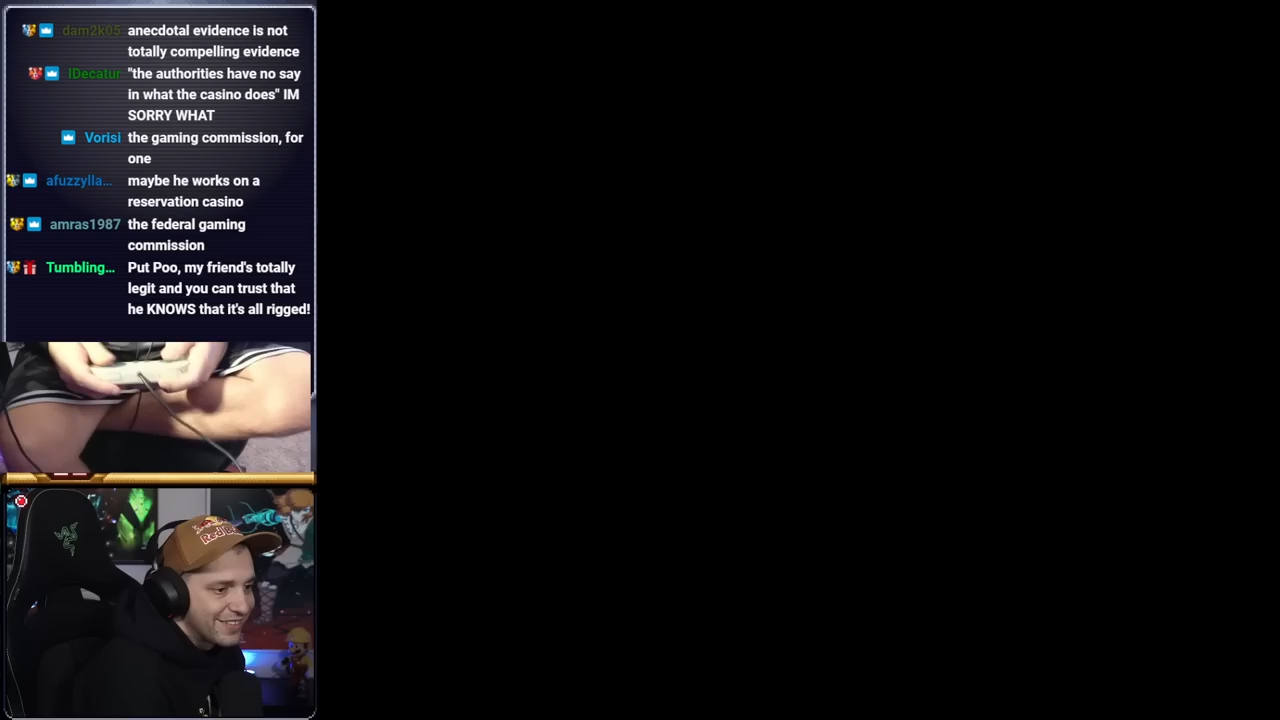 dam2k05 anecdotal evidence is not
totally compelling evidence
IDecatur "the authorities have no say
in what the casino does" IM
SORRY WHAT
Vorisi the gaming commission, for
one
afuzzylla... maybe he works on a
reservation casino
amras1987 the federal gaming
commission
Tumbling... Put Poo, my friend's totally
legit and you can trust that
he KNOWS that it's all rigged!
Red Bull